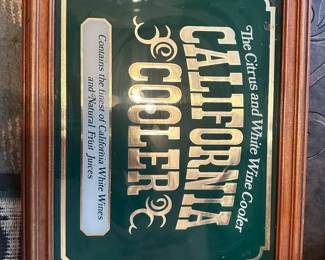 The Citrus and White Wine Cooler
CALIFORNIA
COOLER
Contains the finest of California White Wines
and Natural Fruit Juices